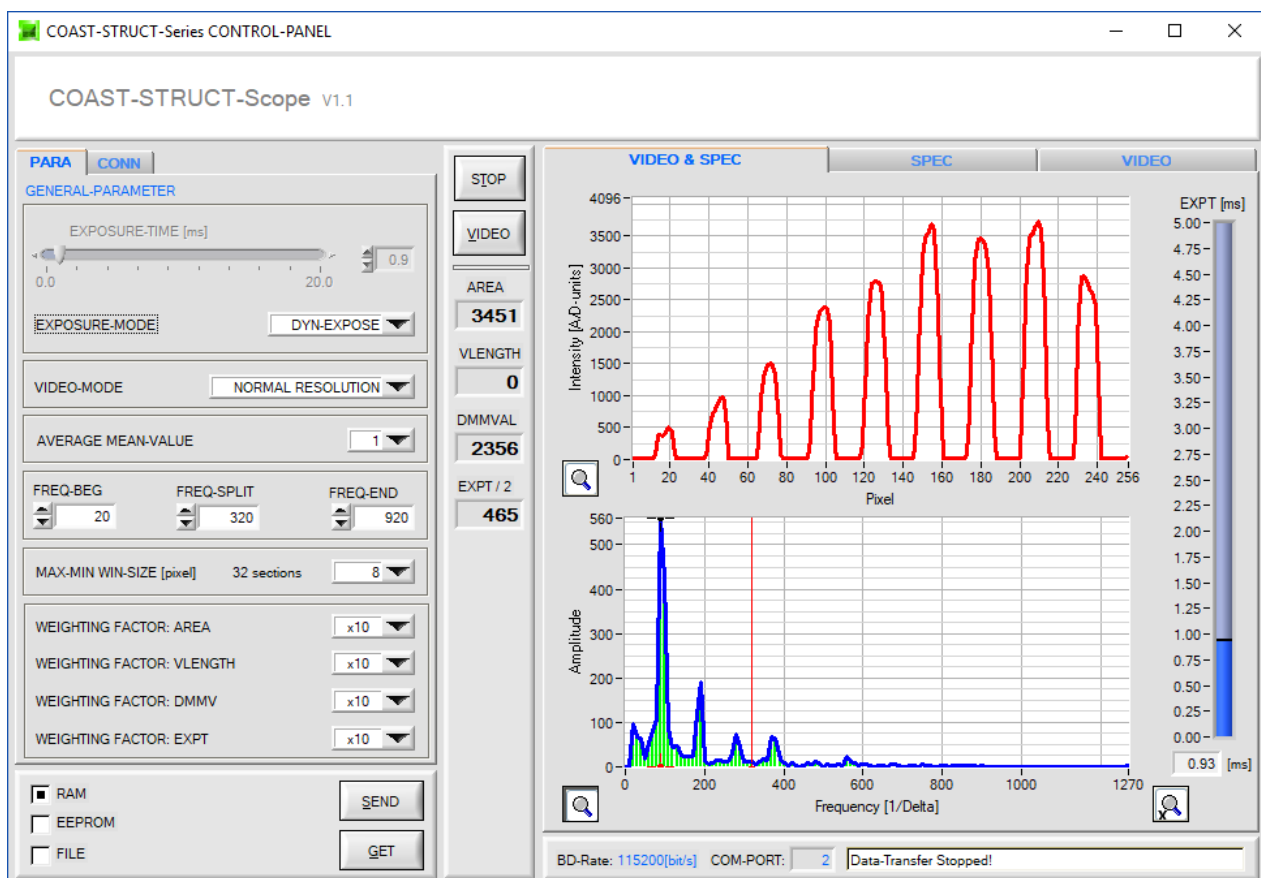 COAST-STRUCT-Series CONTROL-PANEL
COAST-STRUCT-Scope V1.1
PARA CONN
GENERAL-PARAMETER
EXPOSURE-TIME [ms]
0.9
0.0 20.0
EXPOSURE-MODE DYN-EXPOSE
VIDEO-MODE NORMAL RESOLUTION
AVERAGE MEAN-VALUE 1
FREQ-BEG FREQ-SPLIT FREQ-END
20 320 920
MAX-MIN WIN-SIZE [pixel] 32 sections 8
WEIGHTING FACTOR: AREA x10
WEIGHTING FACTOR: VLENGTH x10
WEIGHTING FACTOR: DMMV x10
WEIGHTING FACTOR: EXPT x10
RAM
EEPROM
FILE
SEND
GET
STOP
VIDEO
AREA
3451
VLENGTH
0
DMMVAL
2356
EXPT / 2
465
VIDEO & SPEC SPEC VIDEO
Intensity [A/D-units]
4096
3500
3000
2500
2000
1500
1000
500
0
1 20 40 60 80 100 120 140 160 180 200 220 240 256
Pixel
Amplitude
560
500
400
300
200
100
0
0 200 400 600 800 1000 1270
Frequency [1/Delta]
x
EXPT [ms]
5.00
4.75
4.50
4.25
4.00
3.75
3.50
3.25
3.00
2.75
2.50
2.25
2.00
1.75
1.50
1.25
1.00
0.75
0.50
0.25
0.00
0.93 [ms]
BD-Rate: 115200[bit/s] COM-PORT: 2 Data-Transfer Stopped!